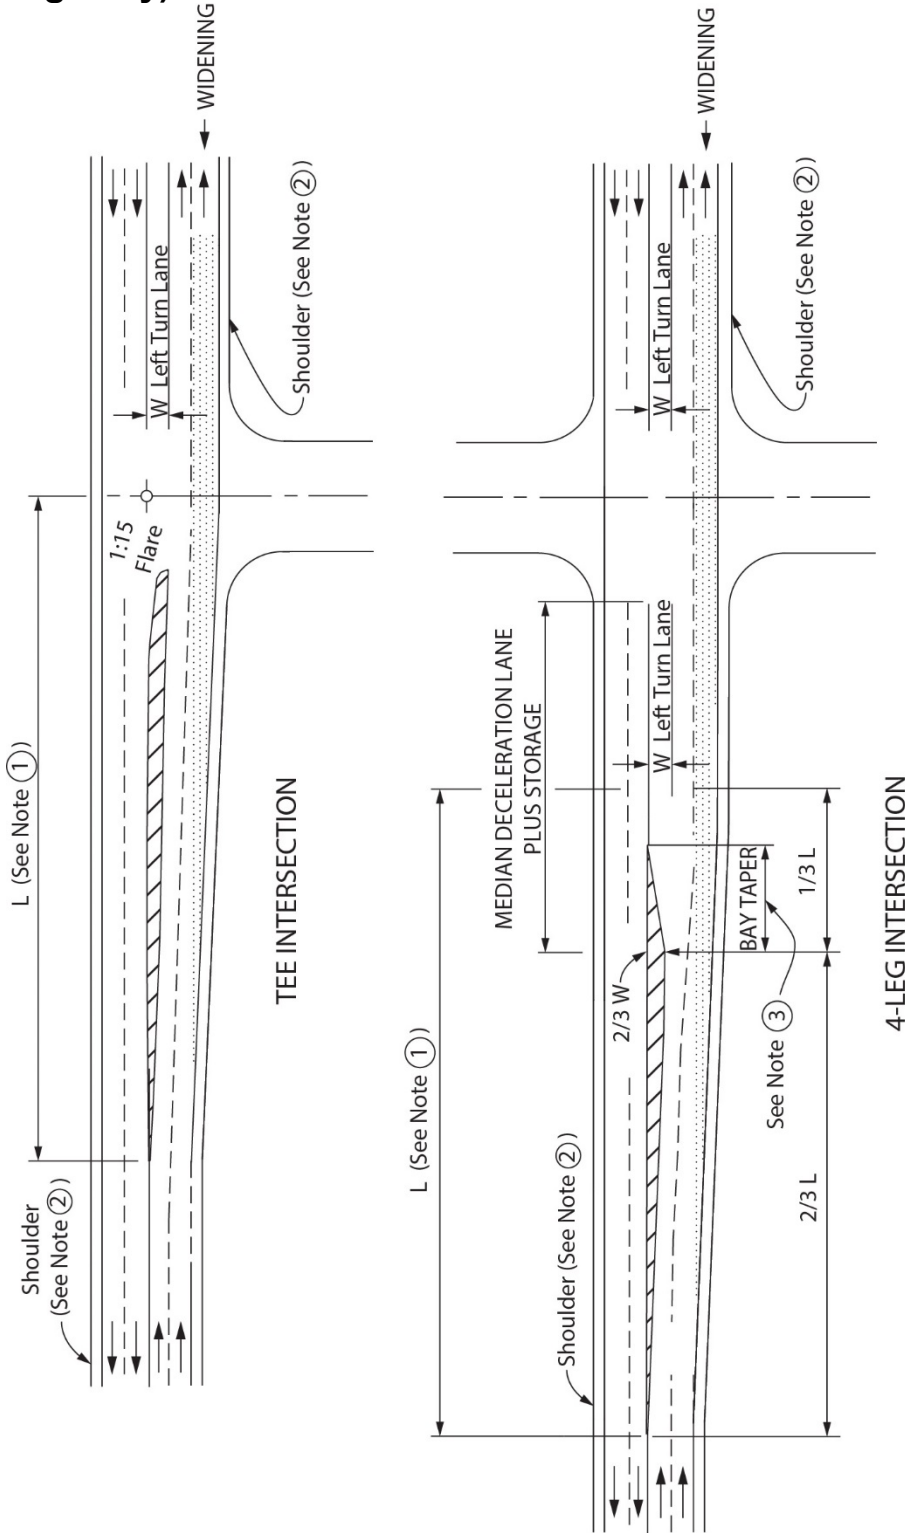 WIDENING
W Left Turn Lane
Shoulder (See Note ②)
1:15
Flare
L (See Note ①)
Shoulder
(See Note ②)
TEE INTERSECTION
WIDENING
W Left Turn Lane
Shoulder (See Note ②)
MEDIAN DECELERATION LANE
PLUS STORAGE
W Left Turn Lane
L (See Note ①)
2/3 W
BAY TAPER
1/3 L
See Note ③
Shoulder (See Note ②)
2/3 L
4-LEG INTERSECTION